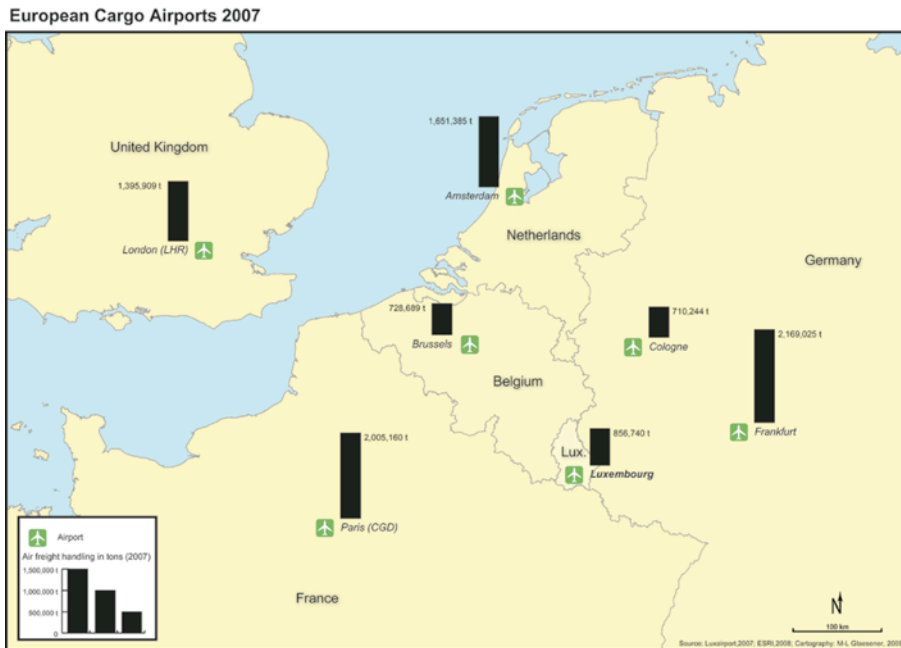 European Cargo Airports 2007
1,651,385 t
United Kingdom
1,395,909 t
Amsterdam
London (LHR)
Netherlands
Germany
728,689 t
710,244 t
2,169,025 t
Brussels
Cologne
Belgium
2,005,160 t
856,740 t
Frankfurt
Lux.
Luxembourg
Paris (CGD)
Airport
Air freight handling in tons (2007)
1,500,000 t
1,000,000 t
500,000 t
0
France
N
100 km
Source: Luxairport,2007; ESRI,2008; Cartography: M-L Glaesener, 2009